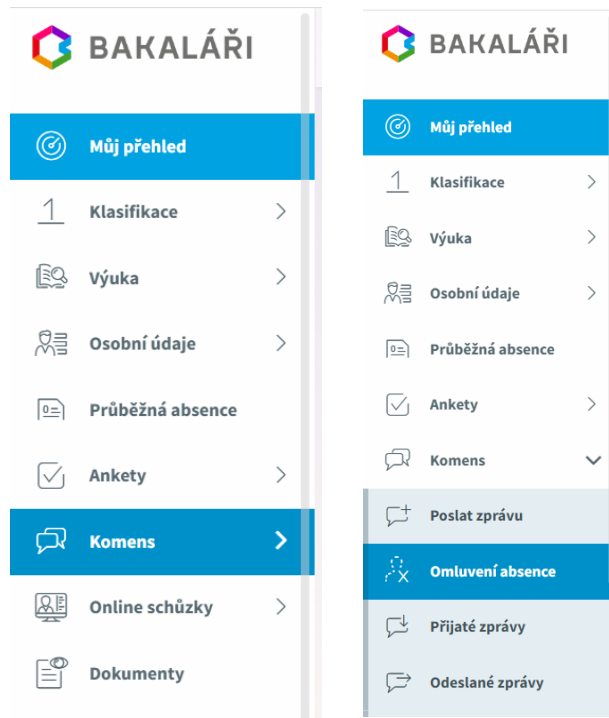 BAKALÁŘI
Můj přehled
Klasifikace
Výuka
Osobní údaje
Průběžná absence
Ankety
Komens
Online schůzky
Dokumenty
BAKALÁŘI
Můj přehled
Klasifikace
Výuka
Osobní údaje
Průběžná absence
Ankety
Komens
Poslat zprávu
Omluvení absence
Přijaté zprávy
Odeslané zprávy